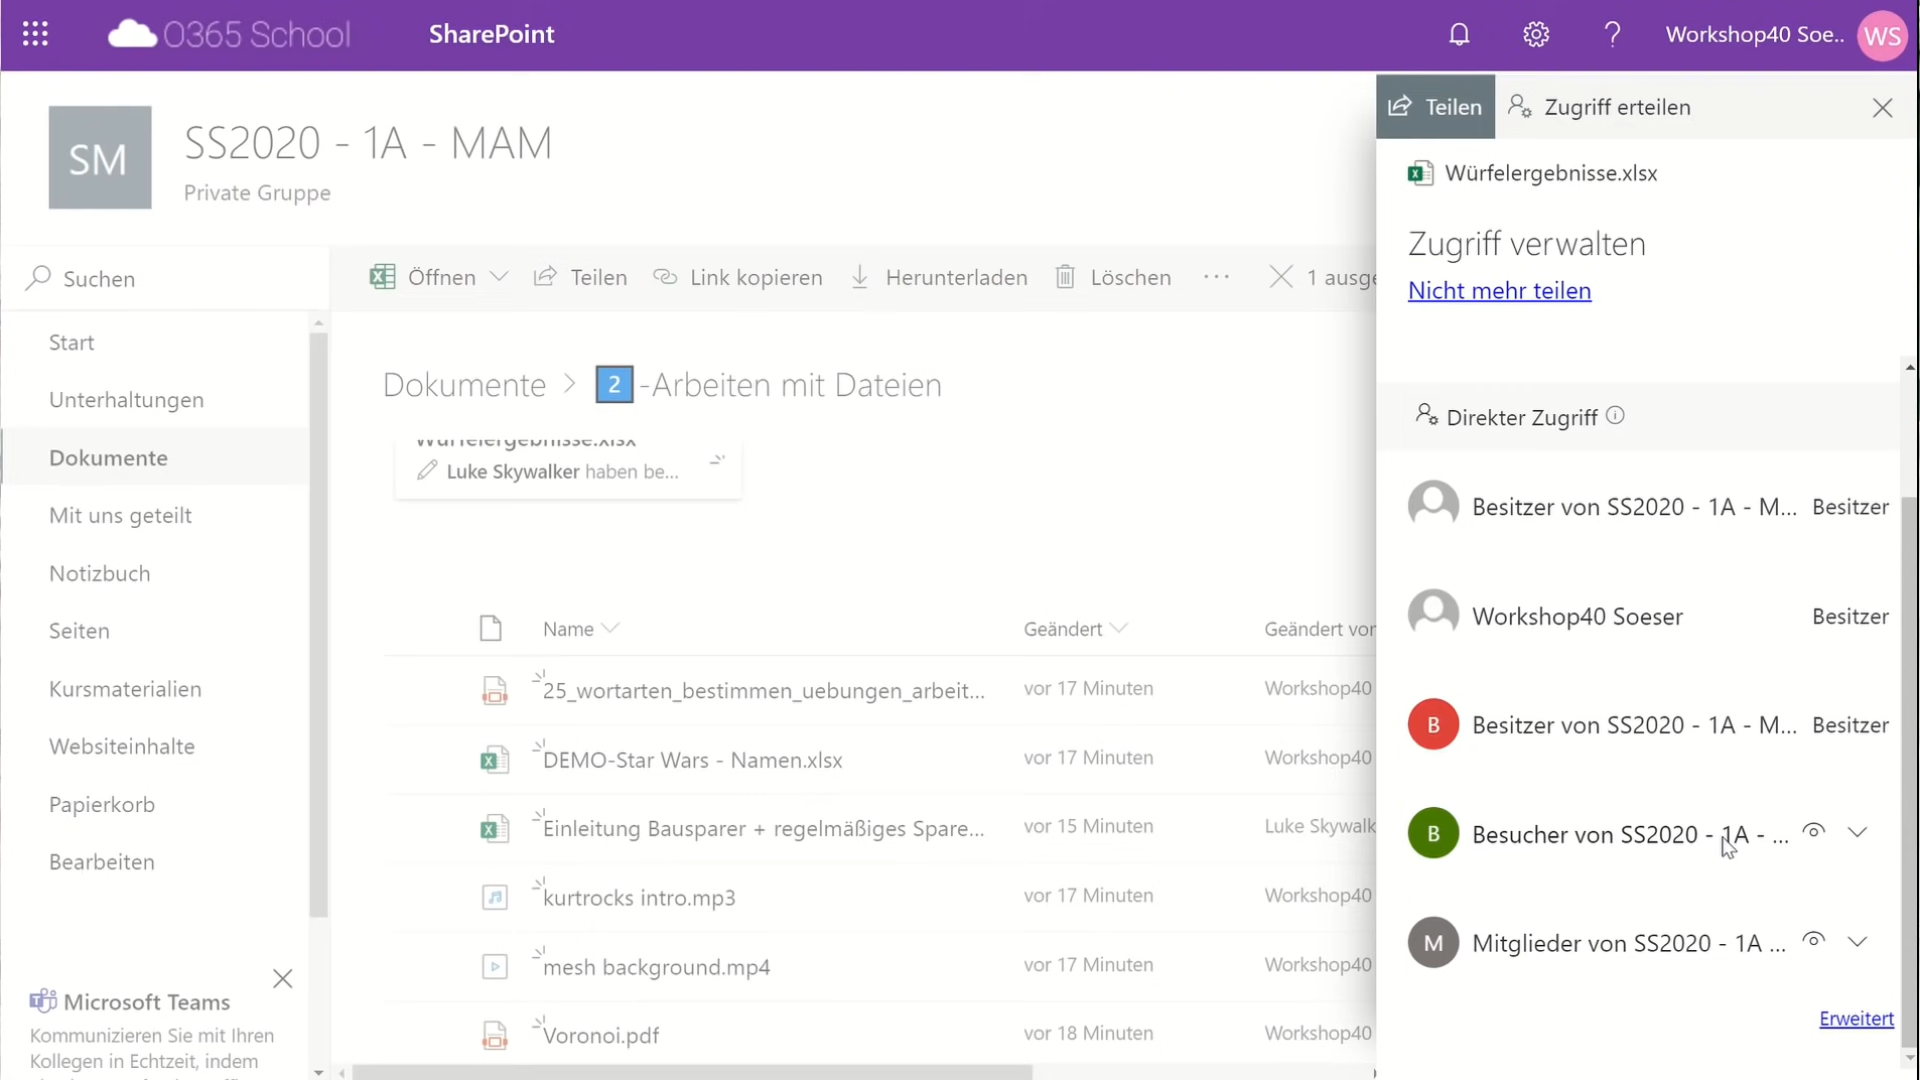 O365 School
SharePoint
Workshop40 Soe..
WS
SM
SS2020 - 1A - MAM
Private Gruppe
Suchen
Öffnen
Teilen
Link kopieren
Herunterladen
Löschen
1 ausge
Start
Unterhaltungen
Dokumente
Mit uns geteilt
Notizbuch
Seiten
Kursmaterialien
Websiteinhalte
Papierkorb
Bearbeiten
Microsoft Teams
Kommunizieren Sie mit Ihren
Kollegen in Echtzeit, indem
Dokumente > 2 -Arbeiten mit Dateien
Würfelergebnisse.xlsx
Luke Skywalker haben be...
Name
Geändert
Geändert von
25_wortarten_bestimmen_uebungen_arbeit...
vor 17 Minuten
Workshop40
DEMO-Star Wars - Namen.xlsx
vor 17 Minuten
Workshop40
Einleitung Bausparer + regelmäßiges Spare...
vor 15 Minuten
Luke Skywalk
kurtrocks intro.mp3
vor 17 Minuten
Workshop40
mesh background.mp4
vor 17 Minuten
Workshop40
Voronoi.pdf
vor 18 Minuten
Workshop40
Teilen
Zugriff erteilen
Würfelergebnisse.xlsx
Zugriff verwalten
Nicht mehr teilen
Direkter Zugriff
Besitzer von SS2020 - 1A - M... Besitzer
Workshop40 Soeser Besitzer
B Besitzer von SS2020 - 1A - M... Besitzer
B Besucher von SS2020 - 1A - ...
M Mitglieder von SS2020 - 1A ...
Erweitert